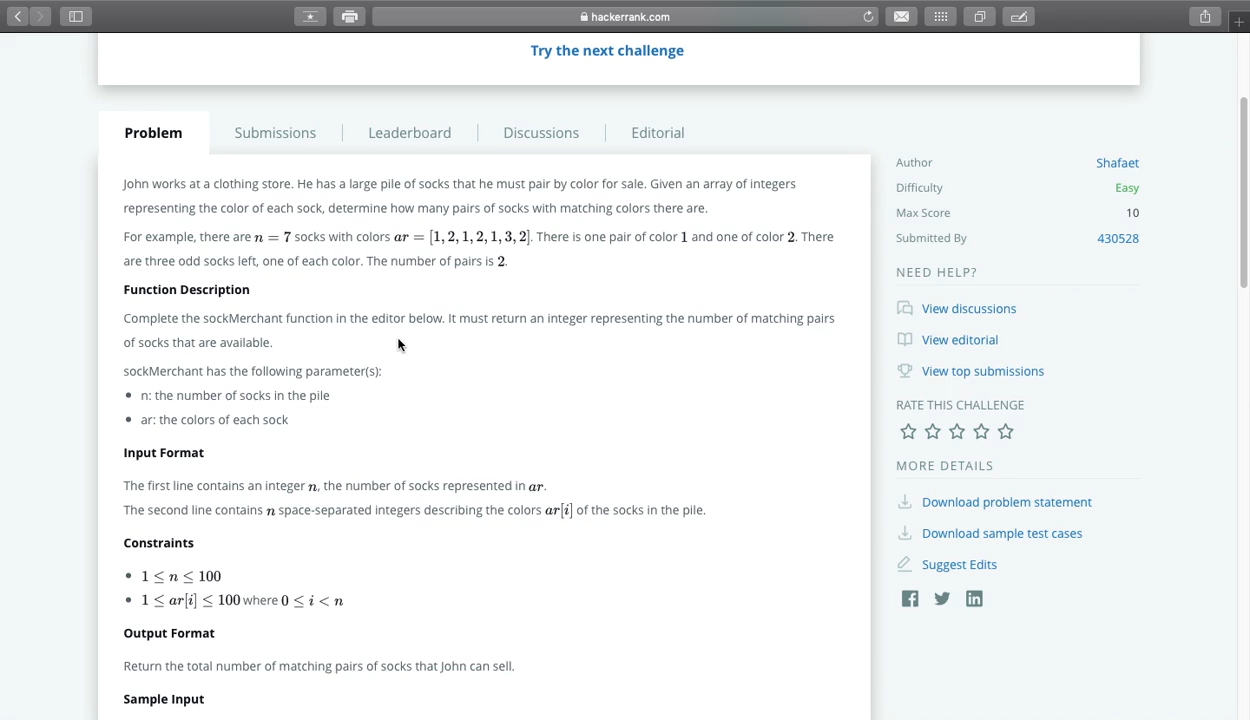 hackerrank.com
Try the next challenge
Problem
Submissions
Leaderboard
Discussions
Editorial
John works at a clothing store. He has a large pile of socks that he must pair by color for sale. Given an array of integers
representing the color of each sock, determine how many pairs of socks with matching colors there are.
For example, there are n = 7 socks with colors ar = [1, 2, 1, 2, 1, 3, 2]. There is one pair of color 1 and one of color 2. There
are three odd socks left, one of each color. The number of pairs is 2.
Function Description
Complete the sockMerchant function in the editor below. It must return an integer representing the number of matching pairs
of socks that are available.
sockMerchant has the following parameter(s):
• n: the number of socks in the pile
• ar: the colors of each sock
Input Format
The first line contains an integer n, the number of socks represented in ar.
The second line contains n space-separated integers describing the colors ar[i] of the socks in the pile.
Constraints
• 1 ≤ n ≤ 100
• 1 ≤ ar[i] ≤ 100 where 0 ≤ i < n
Output Format
Return the total number of matching pairs of socks that John can sell.
Sample Input
Author Shafaet
Difficulty Easy
Max Score 10
Submitted By 430528
NEED HELP?
View discussions
View editorial
View top submissions
RATE THIS CHALLENGE
MORE DETAILS
Download problem statement
Download sample test cases
Suggest Edits